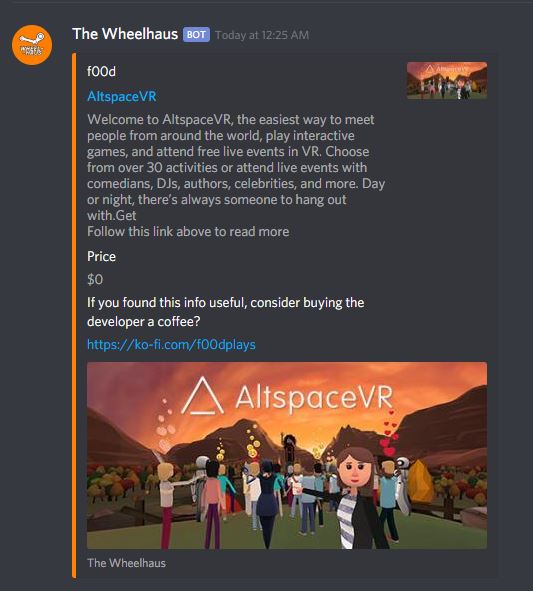 The Wheelhaus BOT Today at 12:25 AM
f00d
AltspaceVR
Welcome to AltspaceVR, the easiest way to meet
people from around the world, play interactive
games, and attend free live events in VR. Choose
from over 30 activities or attend live events with
comedians, DJs, authors, celebrities, and more. Day
or night, there's always someone to hang out
with.Get
Follow this link above to read more
Price
$0
If you found this info useful, consider buying the
developer a coffee?
https://ko-fi.com/f00dplays
AltspaceVR
The Wheelhaus